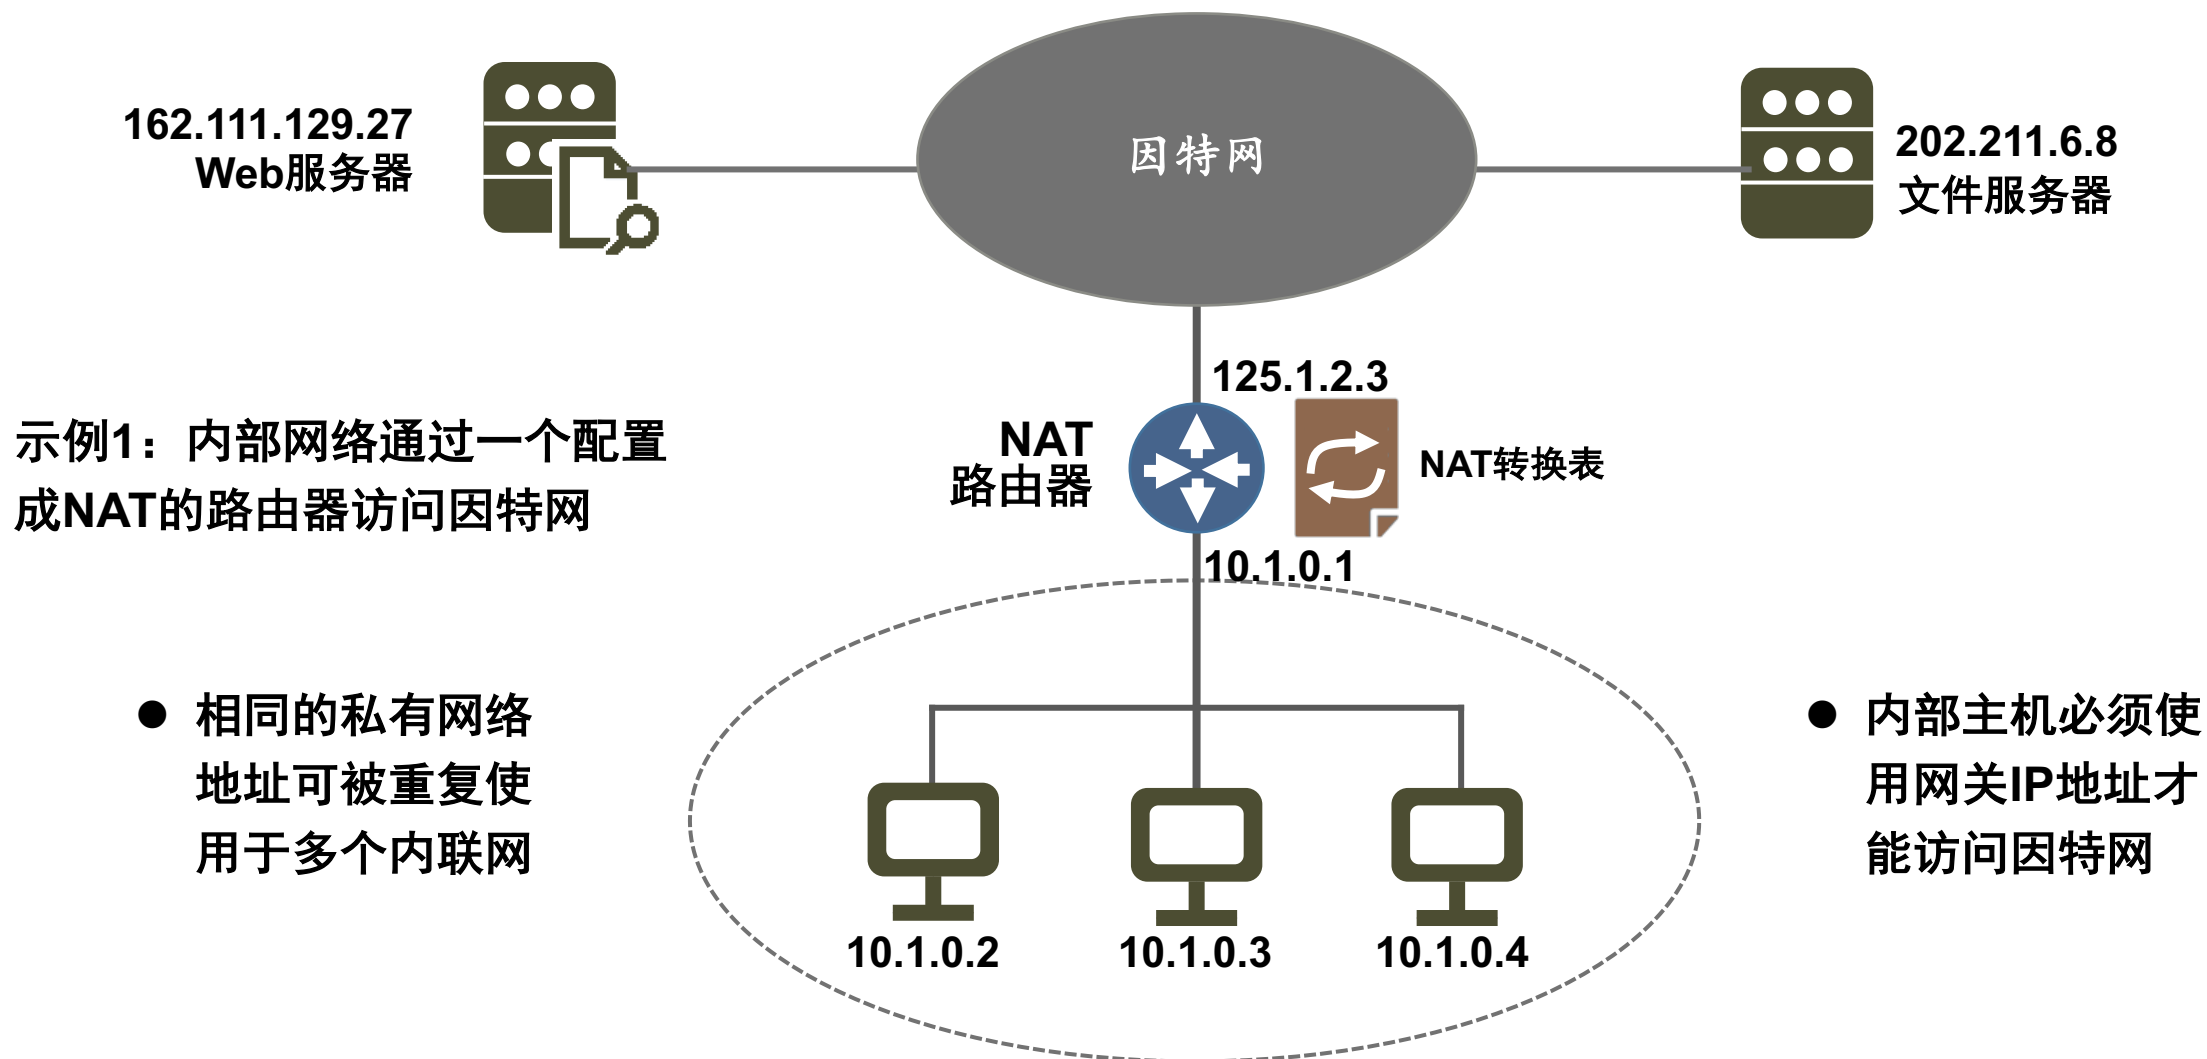 162.111.129.27
Web服务器
因特网
202.211.6.8
文件服务器
125.1.2.3
NAT
路由器
NAT转换表
10.1.0.1
示例1：内部网络通过一个配置
成NAT的路由器访问因特网
● 相同的私有网络
地址可被重复使
用于多个内联网
● 内部主机必须使
用网关IP地址才
能访问因特网
10.1.0.2
10.1.0.3
10.1.0.4